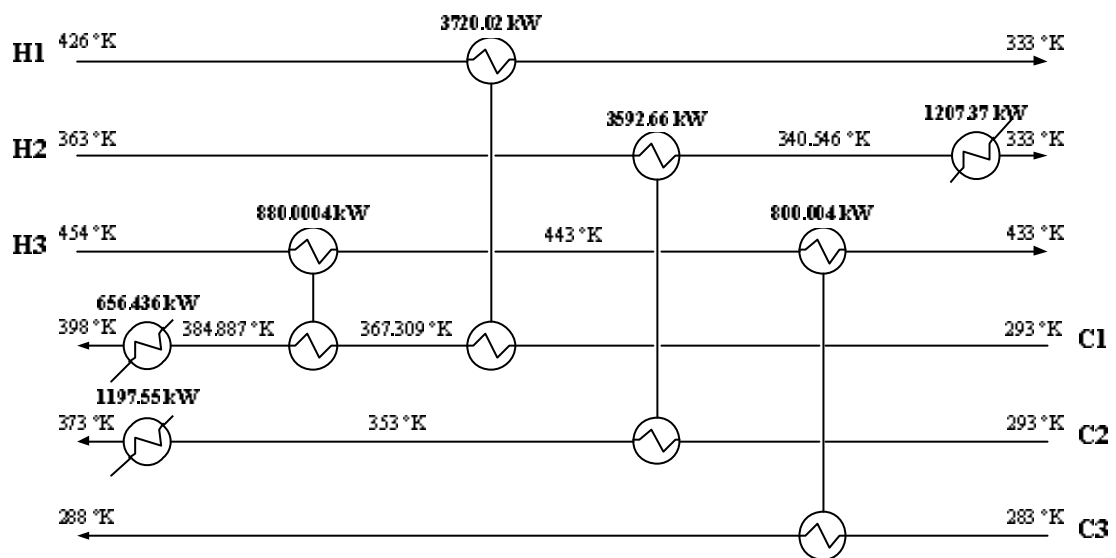 3720.02 kW
H1 426 °K 333 °K
3592.66 kW 1207.37 kW
H2 363 °K 340.546 °K 333 °K
880.0004 kW 800.004 kW
H3 454 °K 443 °K 433 °K
656.436 kW
398 °K 384.887 °K 367.309 °K 293 °K C1
1197.55 kW
373 °K 353 °K 293 °K C2
288 °K 283 °K C3